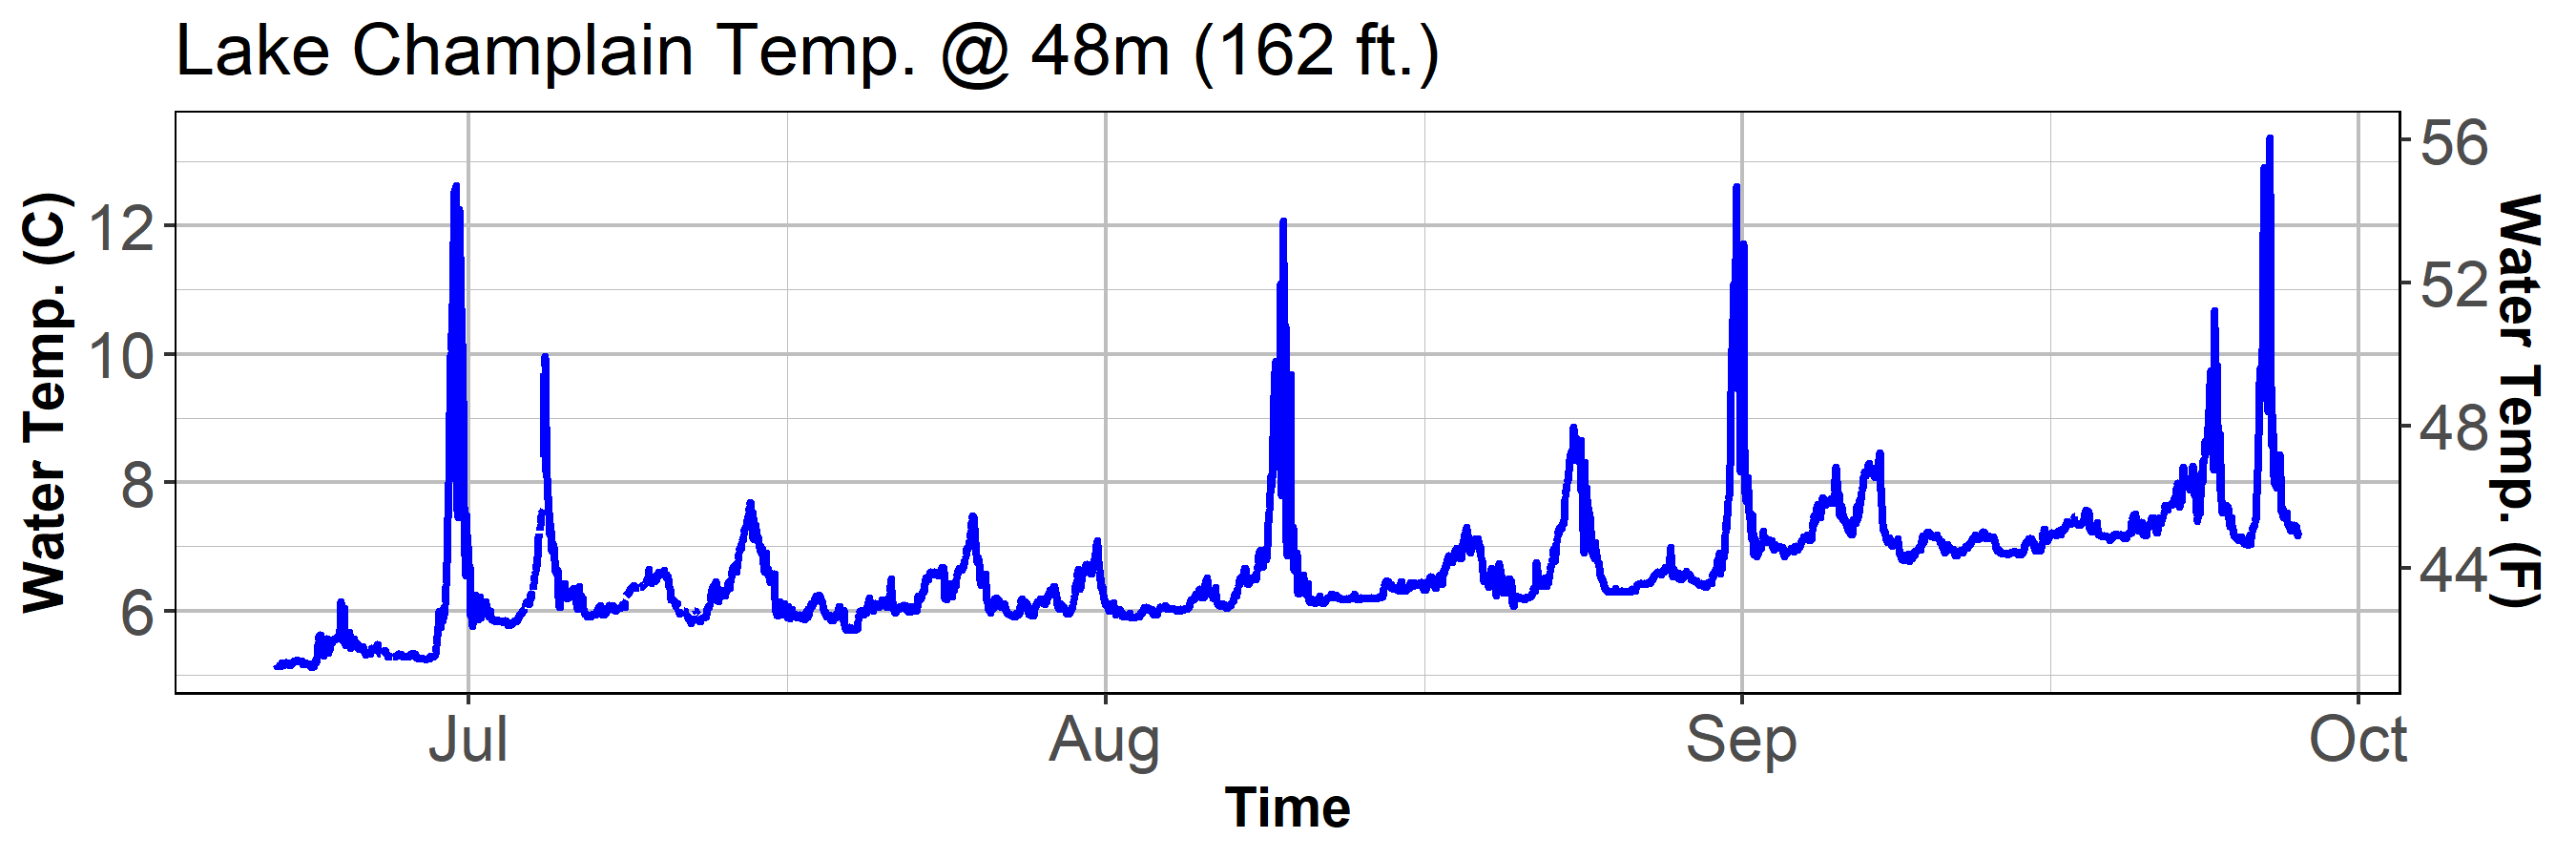 Lake Champlain Temp. @ 48m (162 ft.)
Water Temp. (C)
12
10
8
6
56
52
48
44
Water Temp. (F)
Jul Aug Sep Oct
Time